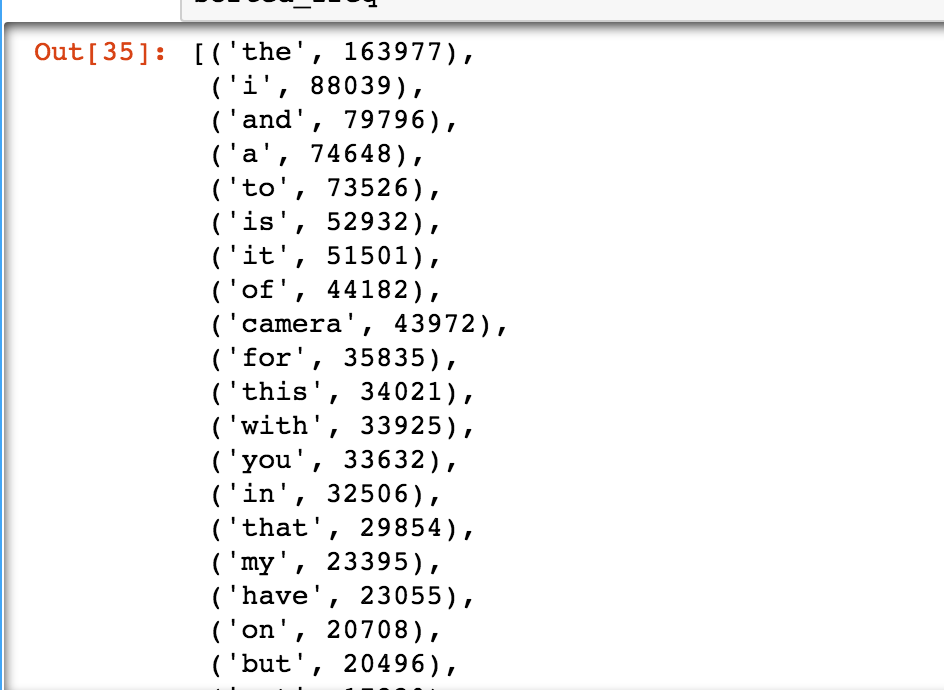 sorted_freq
Out[35]: [('the', 163977),
('i', 88039),
('and', 79796),
('a', 74648),
('to', 73526),
('is', 52932),
('it', 51501),
('of', 44182),
('camera', 43972),
('for', 35835),
('this', 34021),
('with', 33925),
('you', 33632),
('in', 32506),
('that', 29854),
('my', 23395),
('have', 23055),
('on', 20708),
('but', 20496),